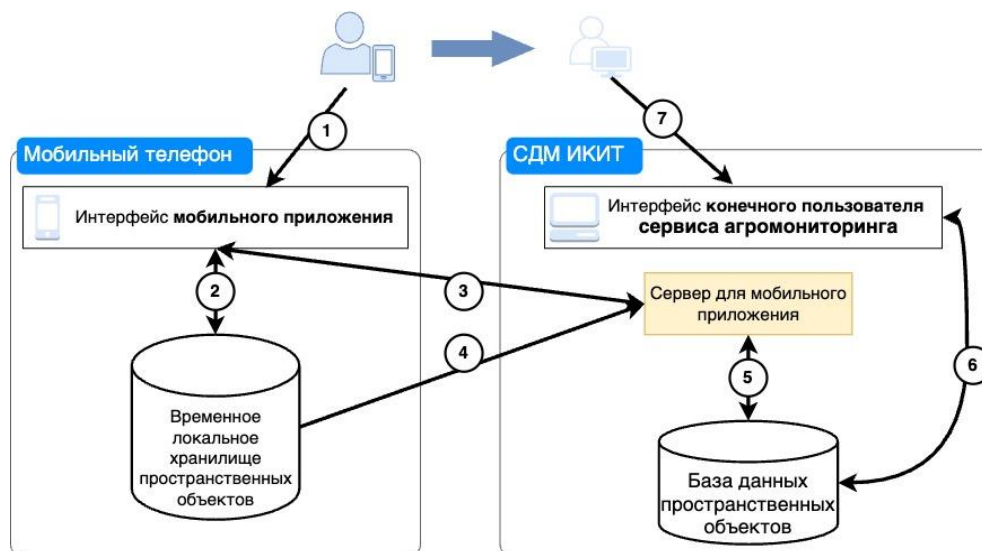 1
7
Мобильный телефон
СДМ ИКИТ
Интерфейс мобильного приложения
Интерфейс конечного пользователя
сервиса агромониторинга
2
3
Сервер для мобильного
приложения
4
5
6
Временное
локальное
хранилище
пространственных
объектов
База данных
пространственных
объектов